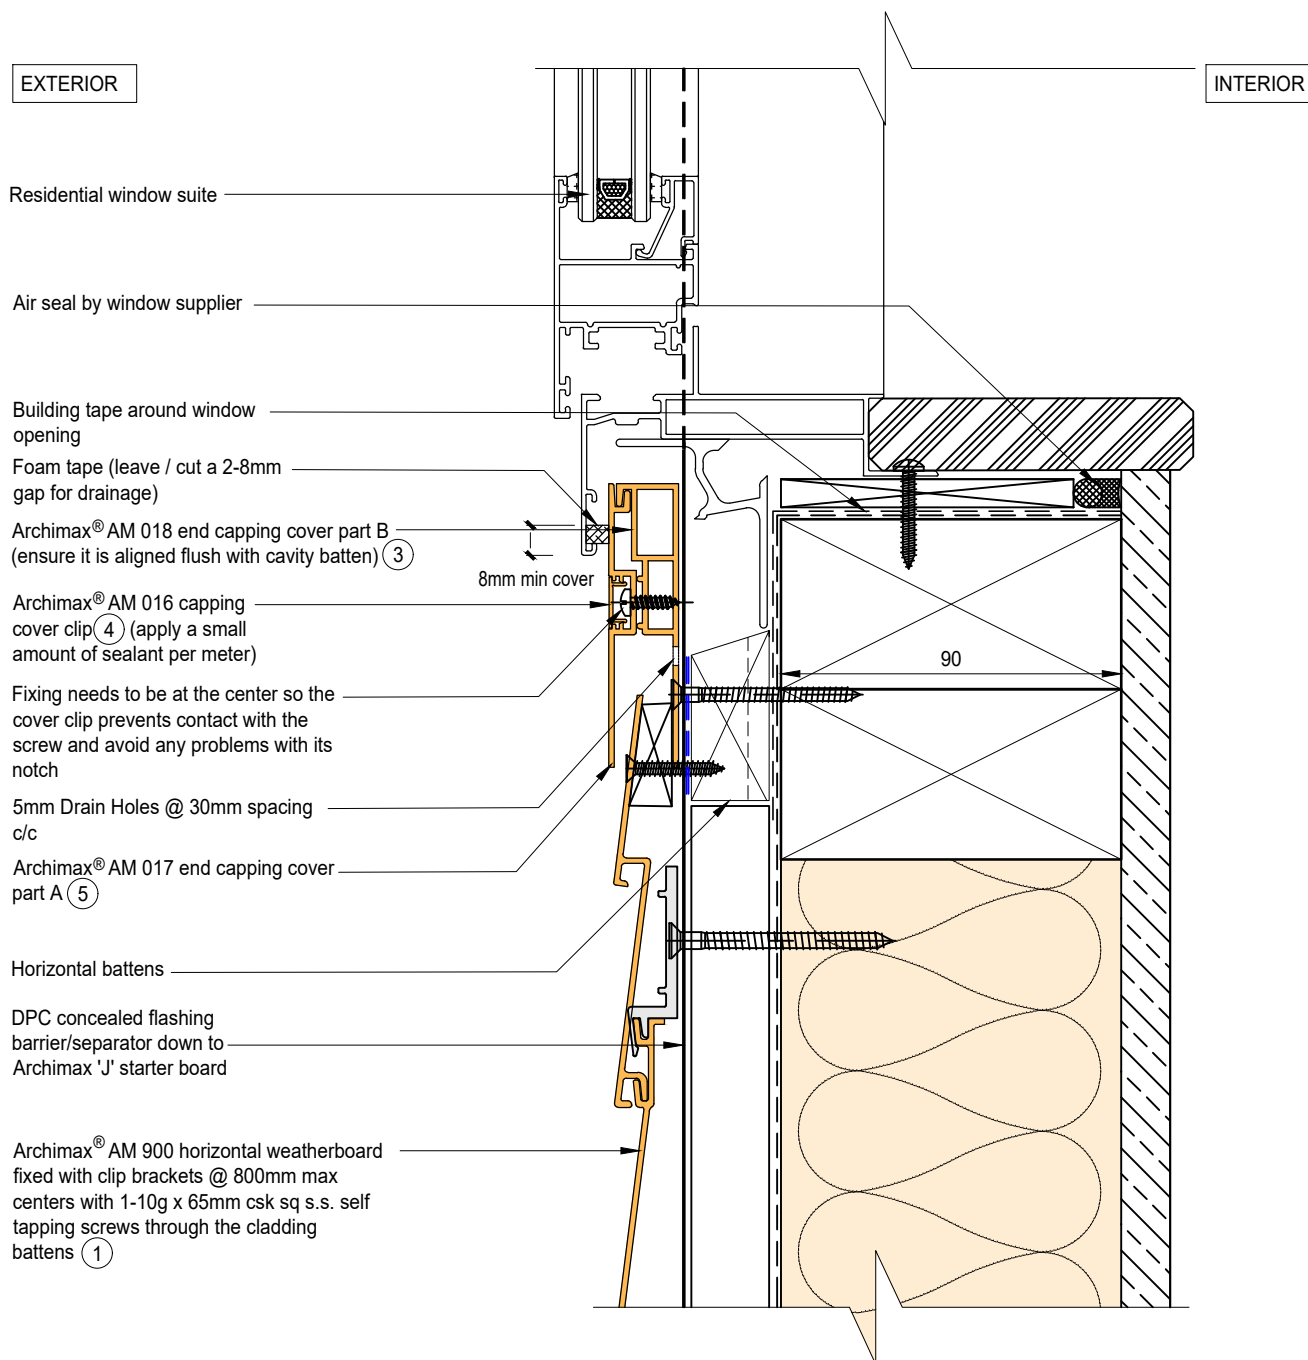 EXTERIOR
INTERIOR
Residential window suite
Air seal by window supplier
Building tape around window
opening
Foam tape (leave / cut a 2-8mm
gap for drainage)
Archimax® AM 018 end capping cover part B
(ensure it is aligned flush with cavity batten) 3
8mm min cover
Archimax® AM 016 capping
cover clip 4 (apply a small
amount of sealant per meter)
90
Fixing needs to be at the center so the
cover clip prevents contact with the
screw and avoid any problems with its
notch
5mm Drain Holes @ 30mm spacing
c/c
Archimax® AM 017 end capping cover
part A 5
Horizontal battens
DPC concealed flashing
barrier/separator down to
Archimax 'J' starter board
Archimax® AM 900 horizontal weatherboard
fixed with clip brackets @ 800mm max
centers with 1-10g x 65mm csk sq s.s. self
tapping screws through the cladding
battens 1